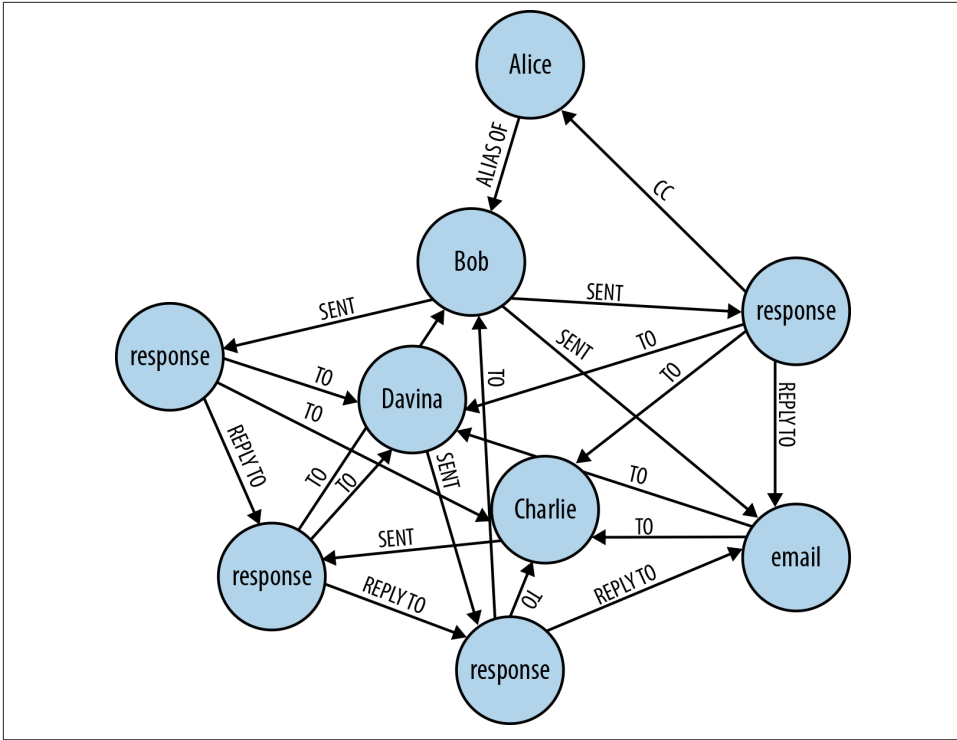 Alice
ALIAS OF
CC
Bob
SENT
SENT
response
response
SENT
TO
TO
TO
TO
TO
Davina
REPLY TO
REPLY TO
SENT
TO
TO
TO
Charlie
TO
SENT
email
response
REPLY TO
TO
REPLY TO
response